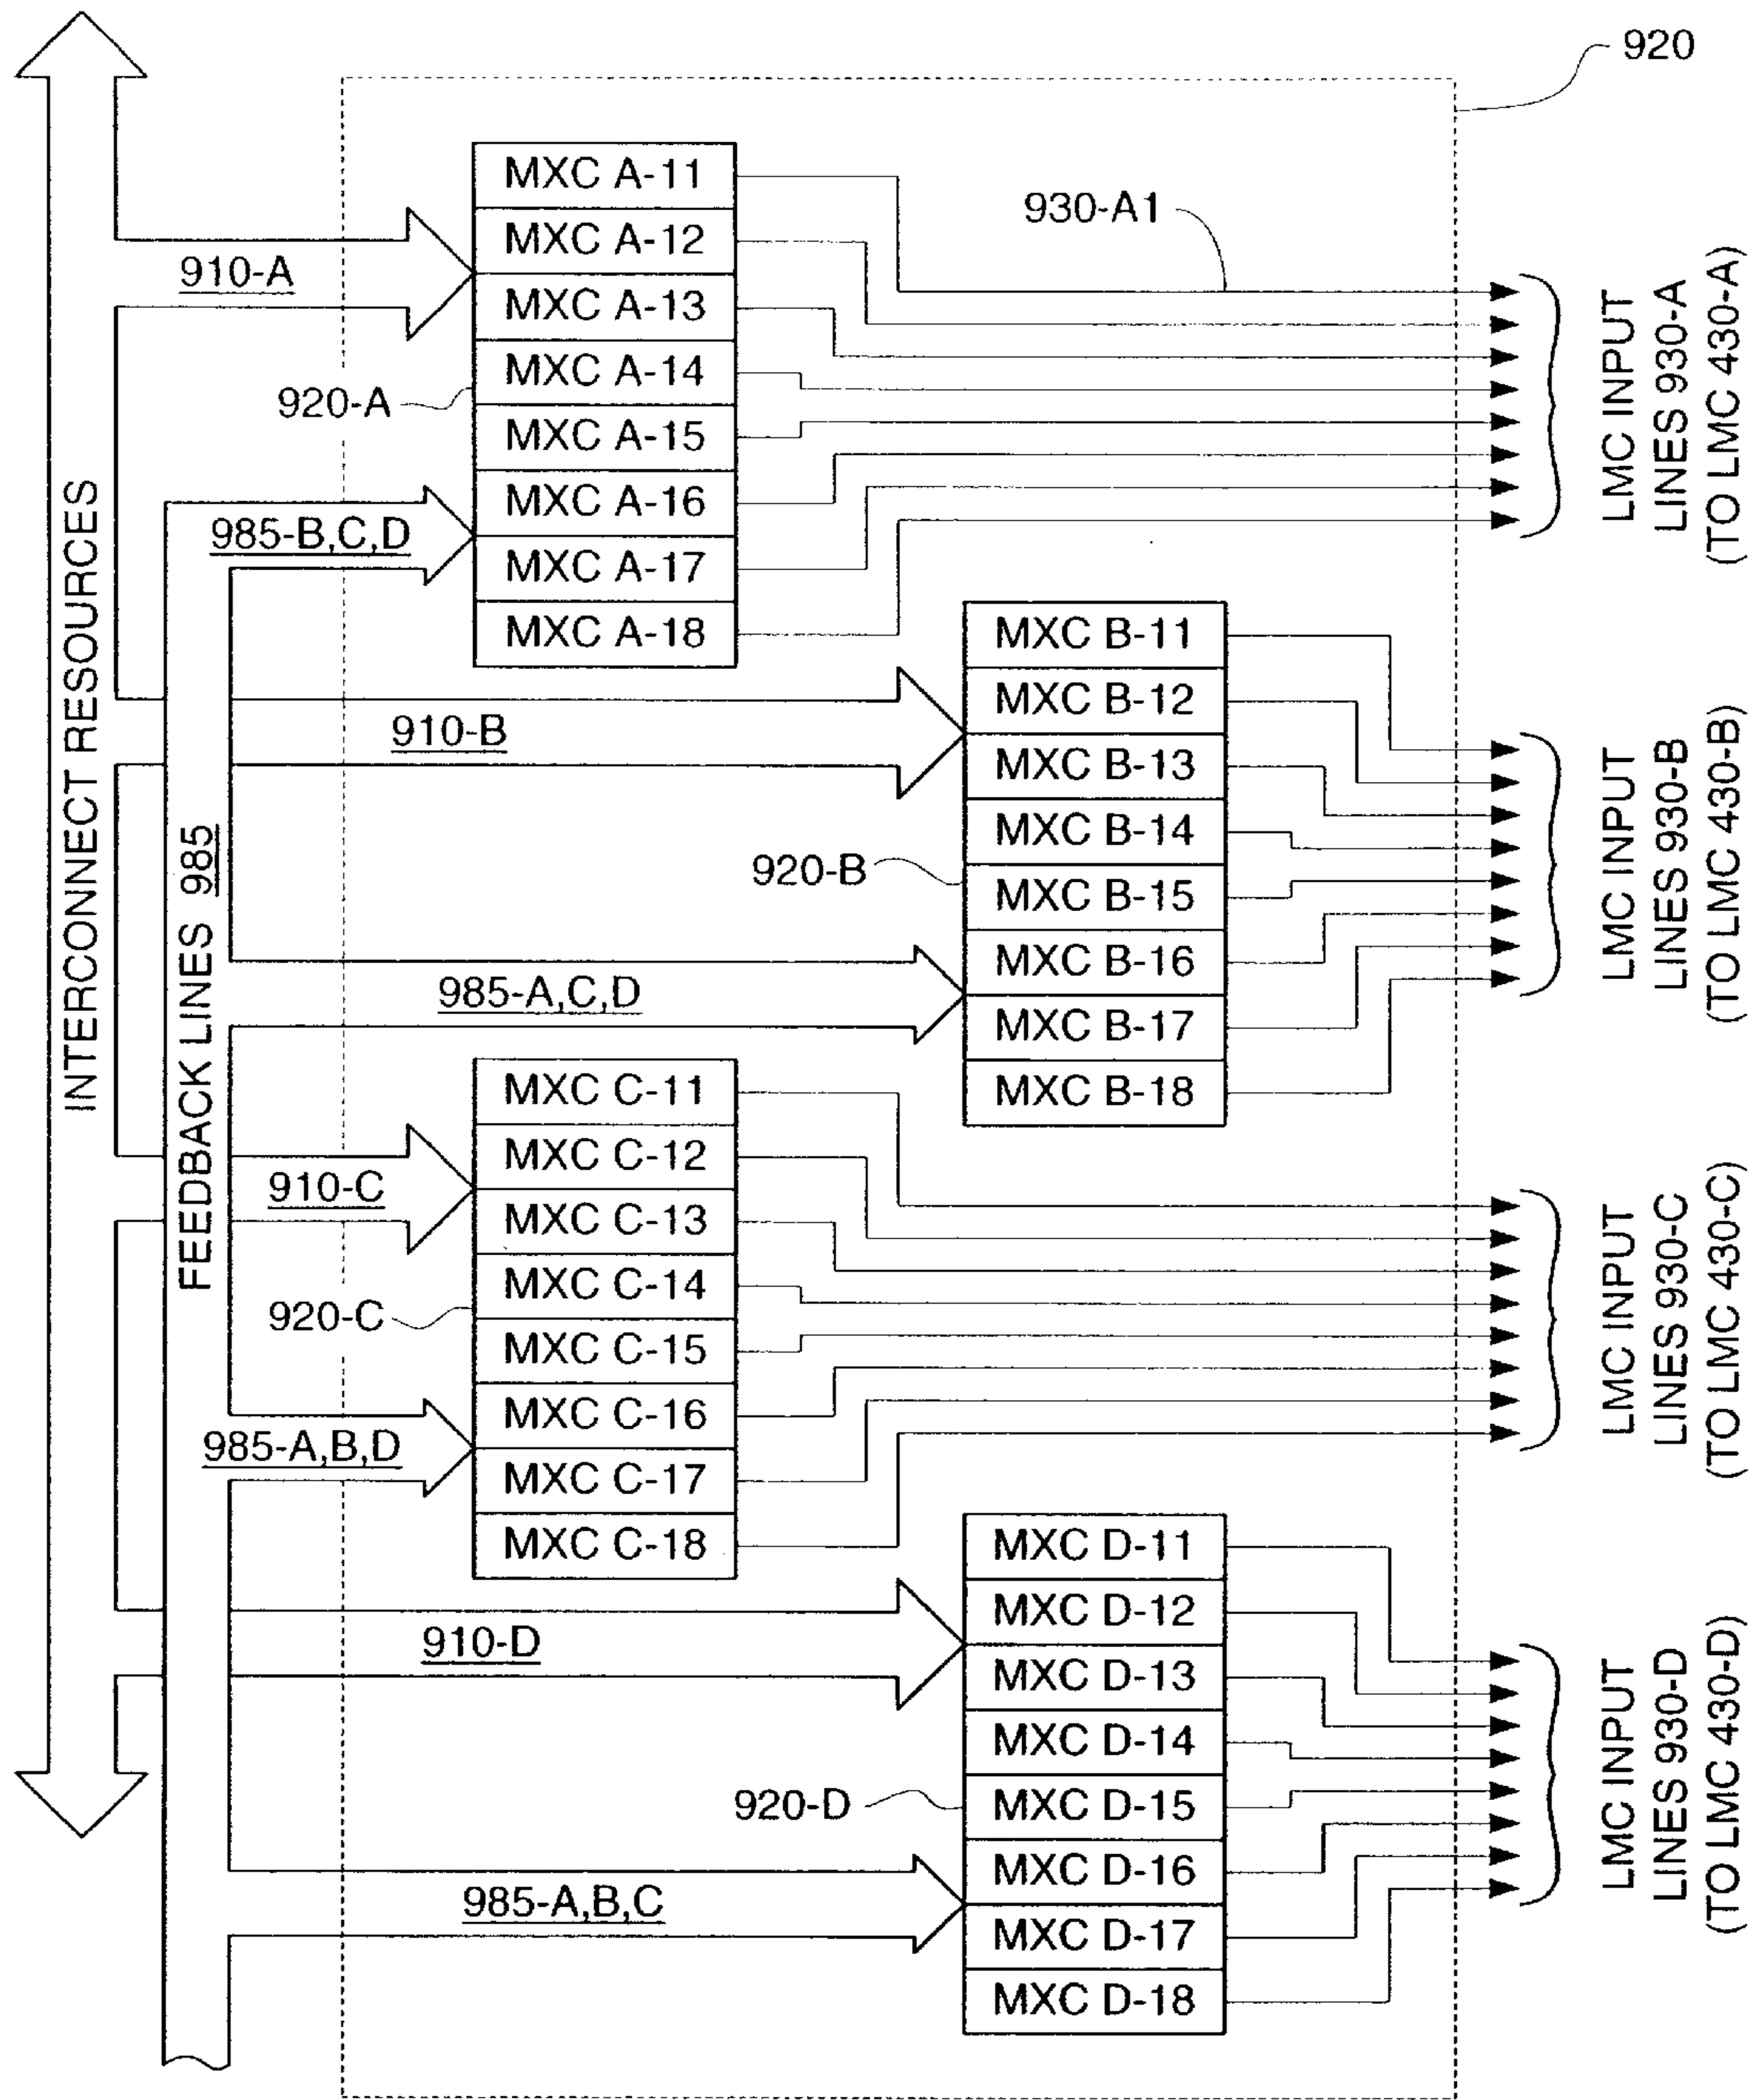 920
INTERCONNECT RESOURCES
FEEDBACK LINES 985
910-A
920-A
985-B,C,D
MXC A-11
MXC A-12
MXC A-13
MXC A-14
MXC A-15
MXC A-16
MXC A-17
MXC A-18
930-A1
LMC INPUT
LINES 930-A
(TO LMC 430-A)
910-B
920-B
985-A,C,D
MXC B-11
MXC B-12
MXC B-13
MXC B-14
MXC B-15
MXC B-16
MXC B-17
MXC B-18
LMC INPUT
LINES 930-B
(TO LMC 430-B)
910-C
920-C
985-A,B,D
MXC C-11
MXC C-12
MXC C-13
MXC C-14
MXC C-15
MXC C-16
MXC C-17
MXC C-18
LMC INPUT
LINES 930-C
(TO LMC 430-C)
910-D
920-D
985-A,B,C
MXC D-11
MXC D-12
MXC D-13
MXC D-14
MXC D-15
MXC D-16
MXC D-17
MXC D-18
LMC INPUT
LINES 930-D
(TO LMC 430-D)